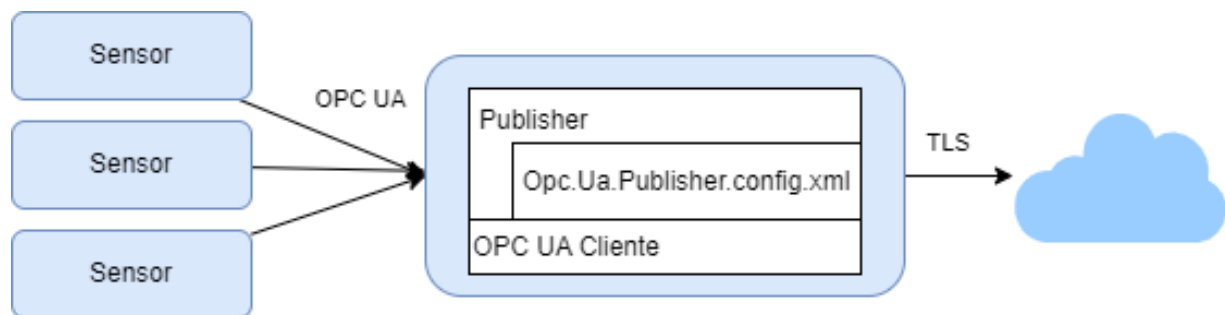 Sensor
Sensor
Sensor
OPC UA
Publisher
Opc.Ua.Publisher.config.xml
OPC UA Cliente
TLS